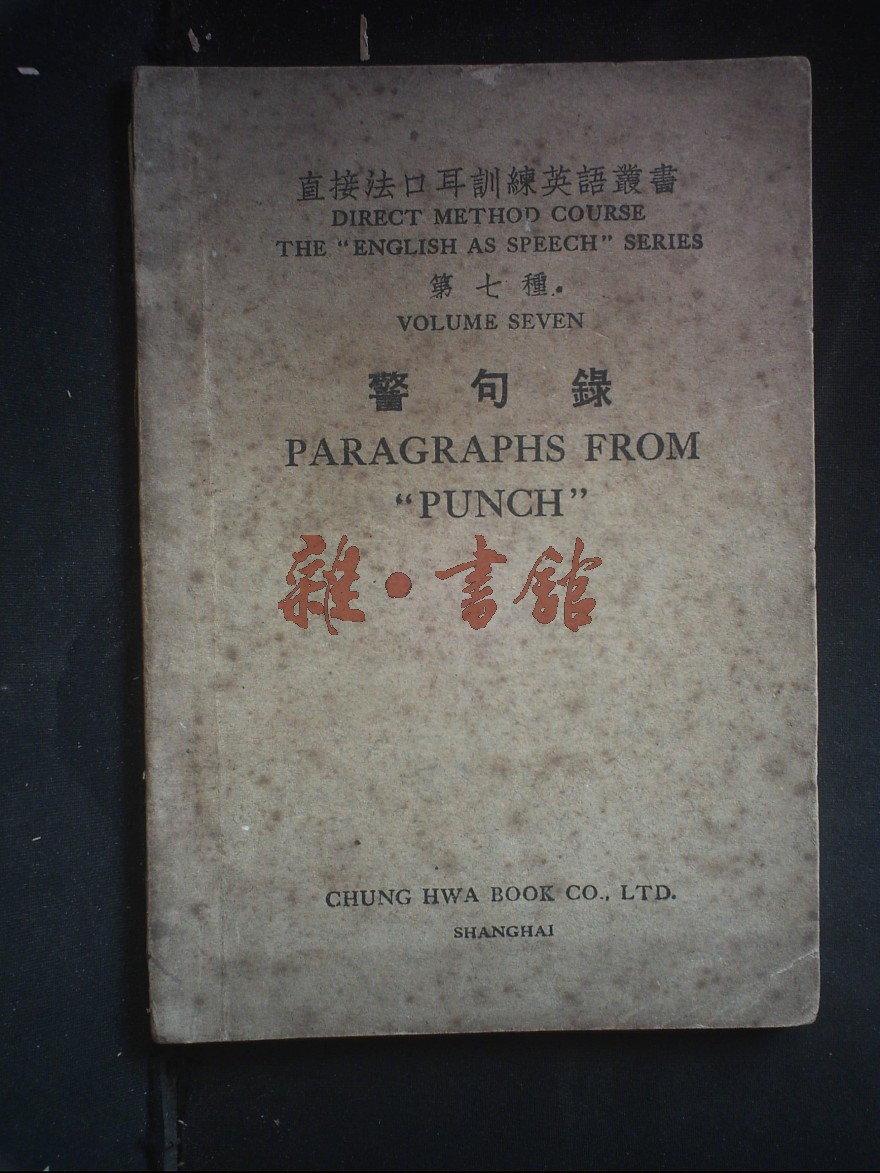 直接法口耳訓練英語叢書
DIRECT METHOD COURSE
THE “ENGLISH AS SPEECH” SERIES
第七種
VOLUME SEVEN
警句錄
PARAGRAPHS FROM
“PUNCH”
雜·書館
CHUNG HWA BOOK CO., LTD.
SHANGHAI